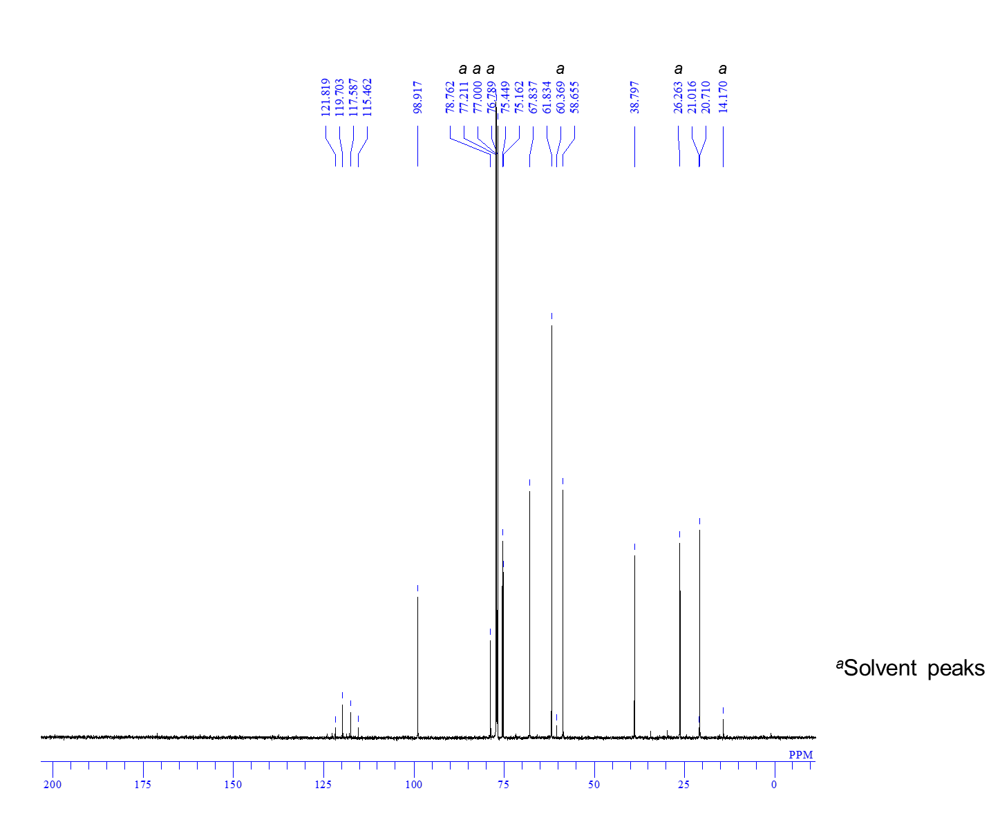 a a a a a a
121.819 119.703 117.587 115.462 98.917 78.762 77.211 77.000 76.789 75.449 75.162 67.837 61.834 60.369 58.655 38.797 26.263 21.016 20.710 14.170
aSolvent peaks
PPM
200 175 150 125 100 75 50 25 0